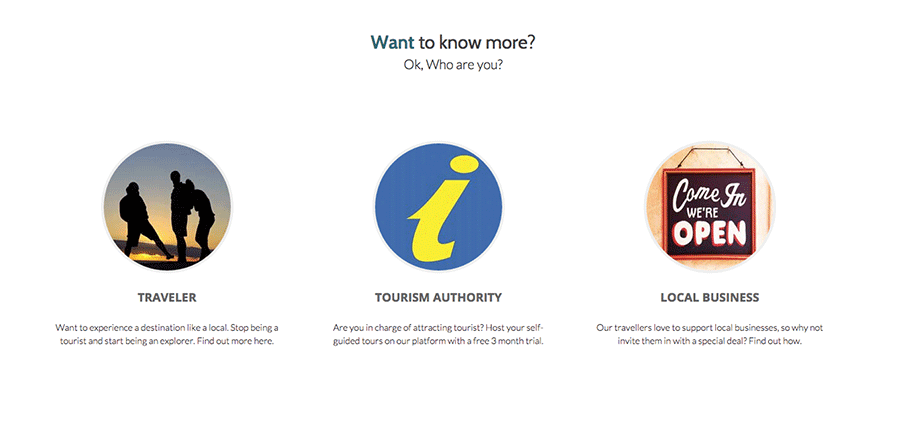 Want to know more?
Ok, Who are you?
i
Come In
WE'RE
OPEN
TRAVELER
TOURISM AUTHORITY
LOCAL BUSINESS
Want to experience a destination like a local. Stop being a
tourist and start being an explorer. Find out more here.
Are you in charge of attracting tourist? Host your self-
guided tours on our platform with a free 3 month trial.
Our travellers love to support local businesses, so why not
invite them in with a special deal? Find out how.